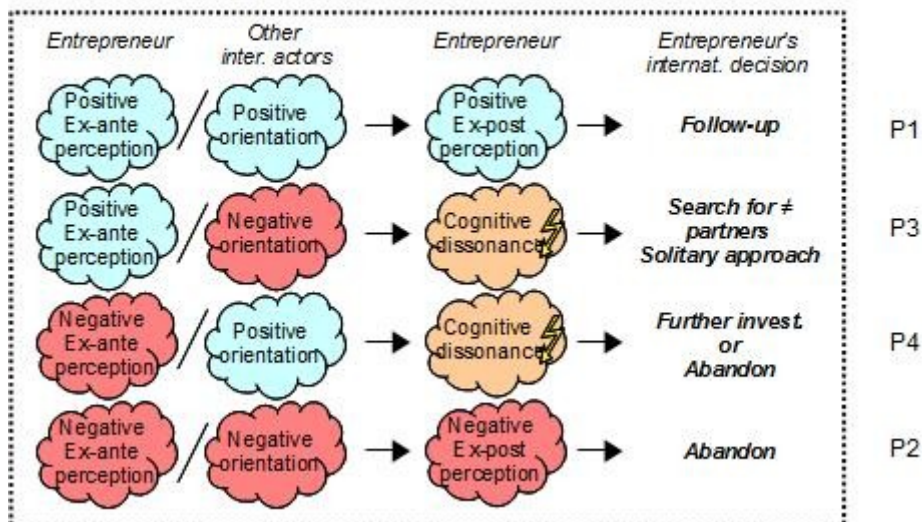 Entrepreneur
Other
inter. actors
Entrepreneur
Entrepreneur's
internat. decision
Positive
Ex-ante
perception
/
Positive
orientation
Positive
Ex-post
perception
Follow-up
P1
Positive
Ex-ante
perception
/
Negative
orientation
Cognitive
dissonance
Search for ≠
partners
Solitary approach
P3
Negative
Ex-ante
perception
/
Positive
orientation
Cognitive
dissonance
Further invest.
or
Abandon
P4
Negative
Ex-ante
perception
/
Negative
orientation
Negative
Ex-post
perception
Abandon
P2